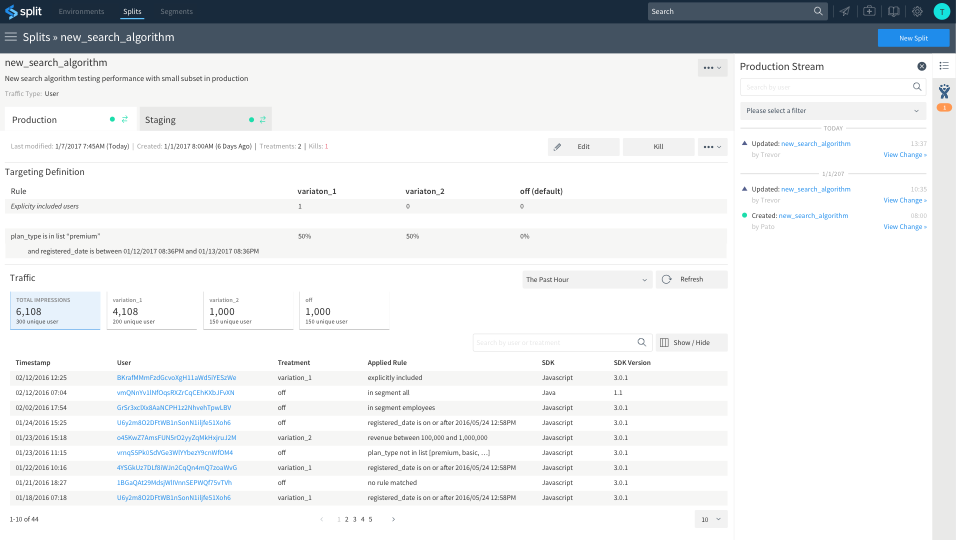 split
Environments
Splits
Segments
Search
T
Splits » new_search_algorithm
New Split
new_search_algorithm
New search algorithm testing performance with small subset in production
Traffic Type: User
Production
Staging
Last modified: 1/7/2017 7:45AM (Today) | Created: 1/1/2017 8:00AM (6 Days Ago) | Treatments: 2 | Kills: 1
Edit
Kill
Targeting Definition
Rule variaton_1 variaton_2 off (default)
Explicity included users 1 0 0
plan_type is in list "premium" 50% 50% 0%
and registered_date is between 01/12/2017 08:36PM and 01/13/2017 08:36PM
Traffic
The Past Hour
Refresh
TOTAL IMPRESSIONS
6,108
300 unique user
variation_1
4,108
200 unique user
variation_2
1,000
150 unique user
off
1,000
150 unique user
Search by user or treatment
Show / Hide
Timestamp User Treatment Applied Rule SDK SDK Version
02/12/2016 12:25 variation_1 explicitly included Javascript 3.0.1
02/12/2016 07:04 off in segment all Java 1.1
02/02/2016 17:54 off in segment employees Javascript 3.0.1
01/24/2016 15:25 off registered_date is on or after 2016/05/24 12:58PM Javascript 3.0.1
01/23/2016 15:18 variation_2 revenue between 100,000 and 1,000,000 Javascript 3.0.1
01/23/2016 11:15 off plan_type not in list [premium, basic, ...] Javascript 3.0.1
01/22/2016 10:16 variation_1 registered_date is on or after 2016/05/24 12:58PM Javascript 3.0.1
01/21/2016 18:27 off no rule matched Javascript 3.0.1
01/18/2016 07:18 variation_1 registered_date is on or after 2016/05/24 12:58PM Javascript 3.0.1
1-10 of 44
1 2 3 4 5
10
Production Stream
Search by user
Please select a filter
TODAY
Updated: new_search_algorithm 13:37
by Trevor View Change »
1/1/207
Updated: new_search_algorithm 10:35
by Trevor View Change »
Created: new_search_algorithm 08:00
by Pato View Change »
1